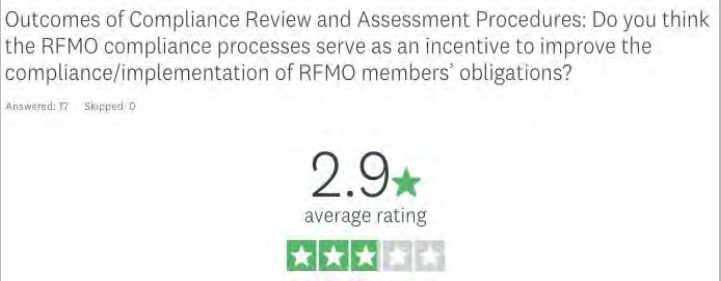 Outcomes of Compliance Review and Assessment Procedures: Do you think
the RFMO compliance processes serve as an incentive to improve the
compliance/implementation of RFMO members' obligations?
Answered: 17 Skipped: 0
2.9★
average rating